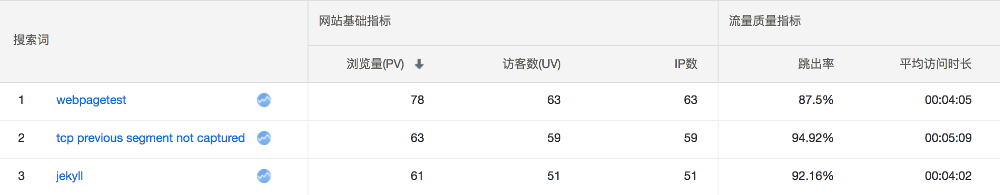 搜索词 网站基础指标 流量质量指标
浏览量(PV) 访客数(UV) IP数 跳出率 平均访问时长
1 webpagetest 78 63 63 87.5% 00:04:05
2 tcp previous segment not captured 63 59 59 94.92% 00:05:09
3 jekyll 61 51 51 92.16% 00:04:02